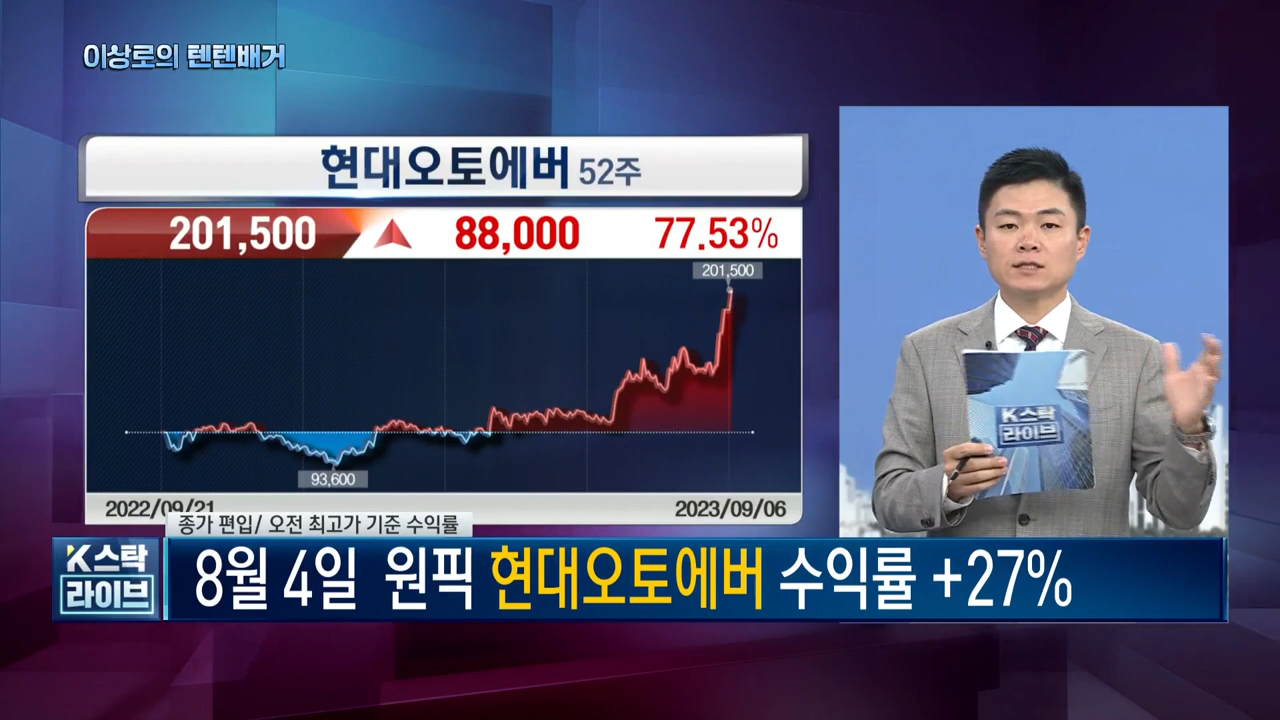 이상로의 텐텐배거
현대오토에버 52주
201,500 ▲ 88,000 77.53%
201,500
93,600
2022/09/21 2023/09/06
종가 편입/ 오전 최고가 기준 수익률
K스탁
라이브
8월 4일 원픽 현대오토에버 수익률 +27%
K스탁
라이브